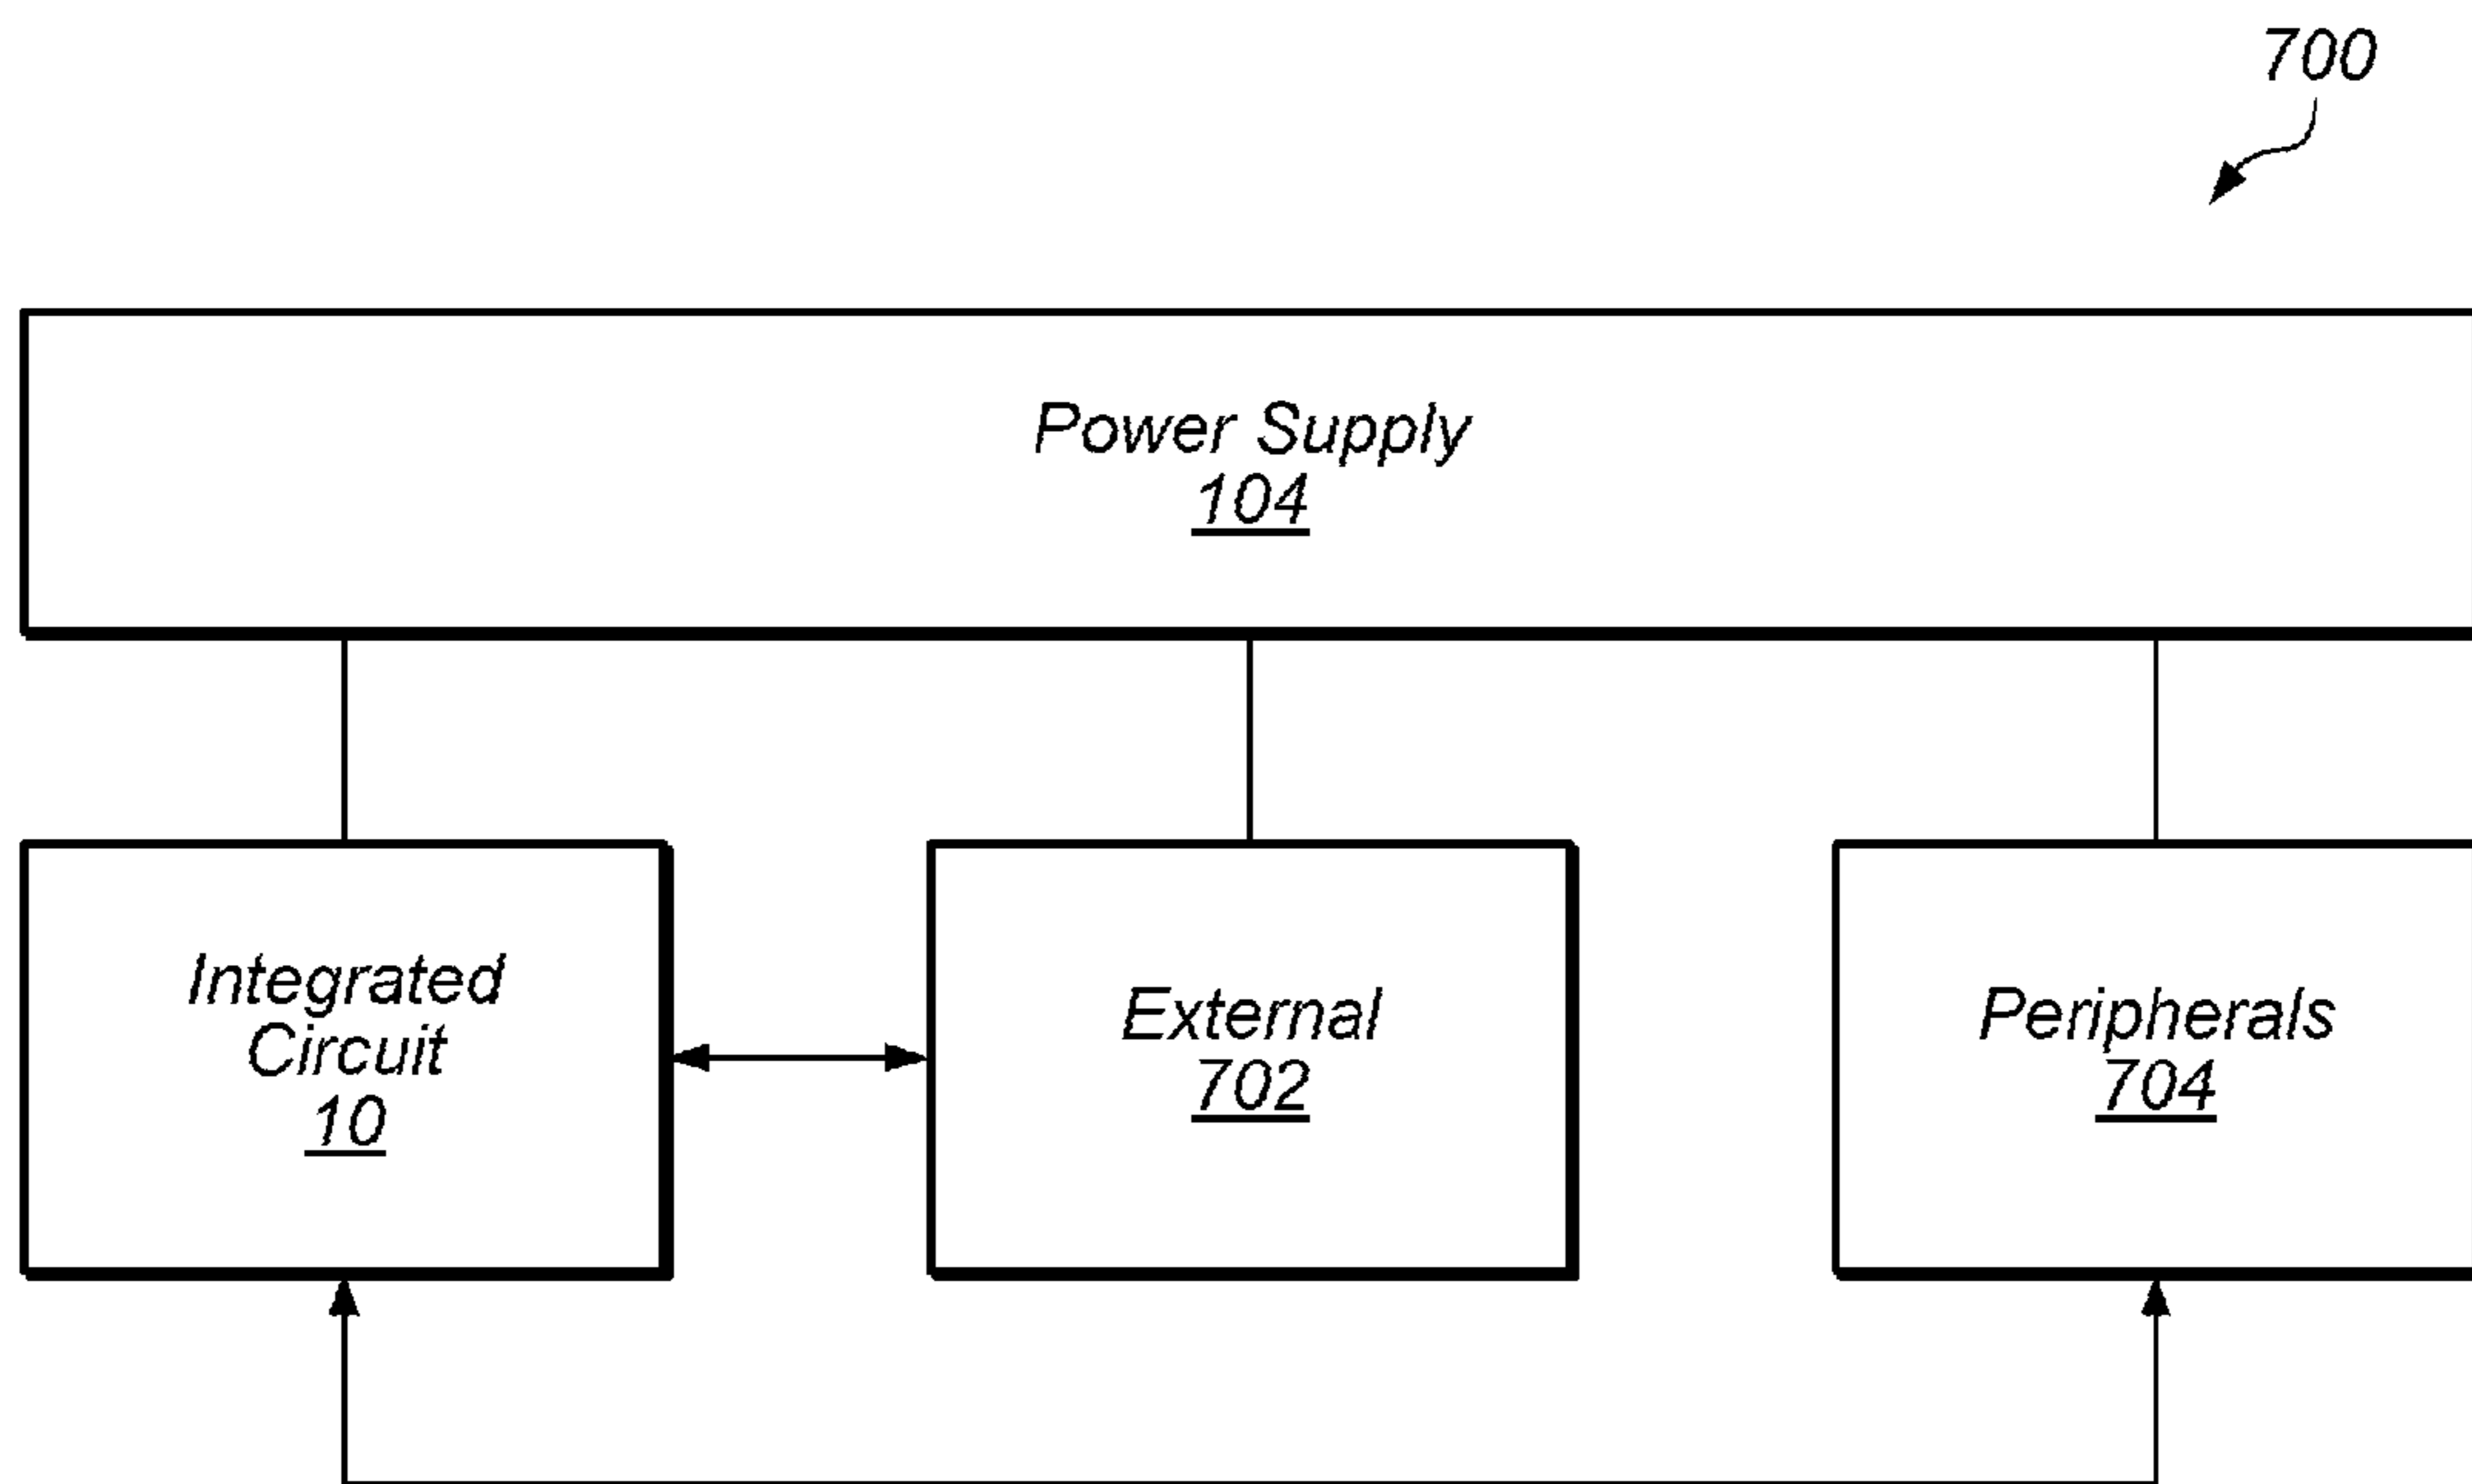 700
Power Supply
104
Integrated
Circuit
10
External
702
Peripherals
704